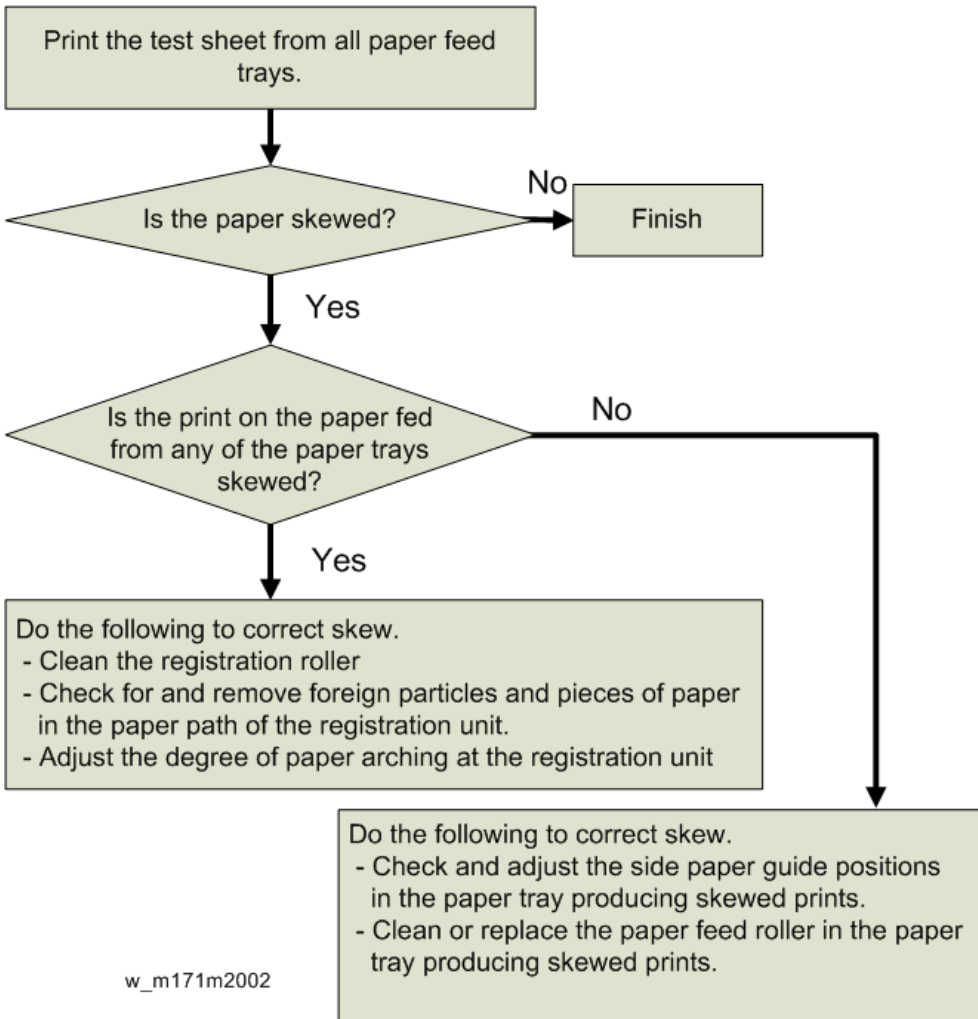 Print the test sheet from all paper feed
trays.
Is the paper skewed?
No
Finish
Yes
Is the print on the paper fed
from any of the paper trays
skewed?
No
Yes
Do the following to correct skew.
- Clean the registration roller
- Check for and remove foreign particles and pieces of paper
in the paper path of the registration unit.
- Adjust the degree of paper arching at the registration unit
Do the following to correct skew.
- Check and adjust the side paper guide positions
in the paper tray producing skewed prints.
- Clean or replace the paper feed roller in the paper
tray producing skewed prints.
w_m171m2002